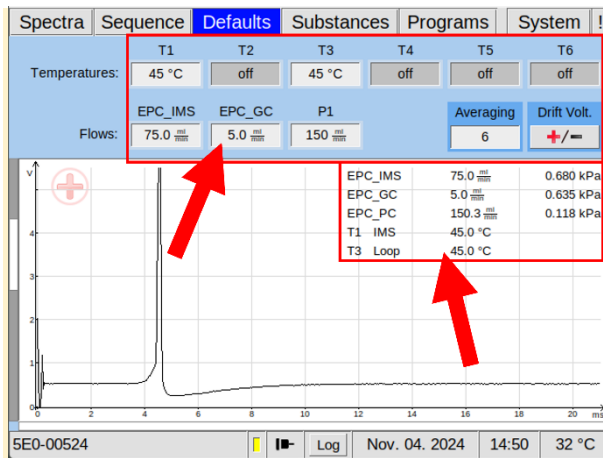 Spectra Sequence Defaults Substances Programs System !
T1 T2 T3 T4 T5 T6
Temperatures: 45 °C off 45 °C off off off
EPC_IMS EPC_GC P1 Averaging Drift Volt.
Flows: 75.0 ml/min 5.0 ml/min 150 ml/min 6 +/-
V
EPC_IMS 75.0 ml/min 0.680 kPa
EPC_GC 5.0 ml/min 0.635 kPa
EPC_PC 150.3 ml/min 0.118 kPa
T1 IMS 45.0 °C
T3 Loop 45.0 °C
4
3
2
1
0
0 2 4 6 8 10 12 14 16 18 20 ms
5E0-00524 Log Nov. 04. 2024 14:50 32 °C